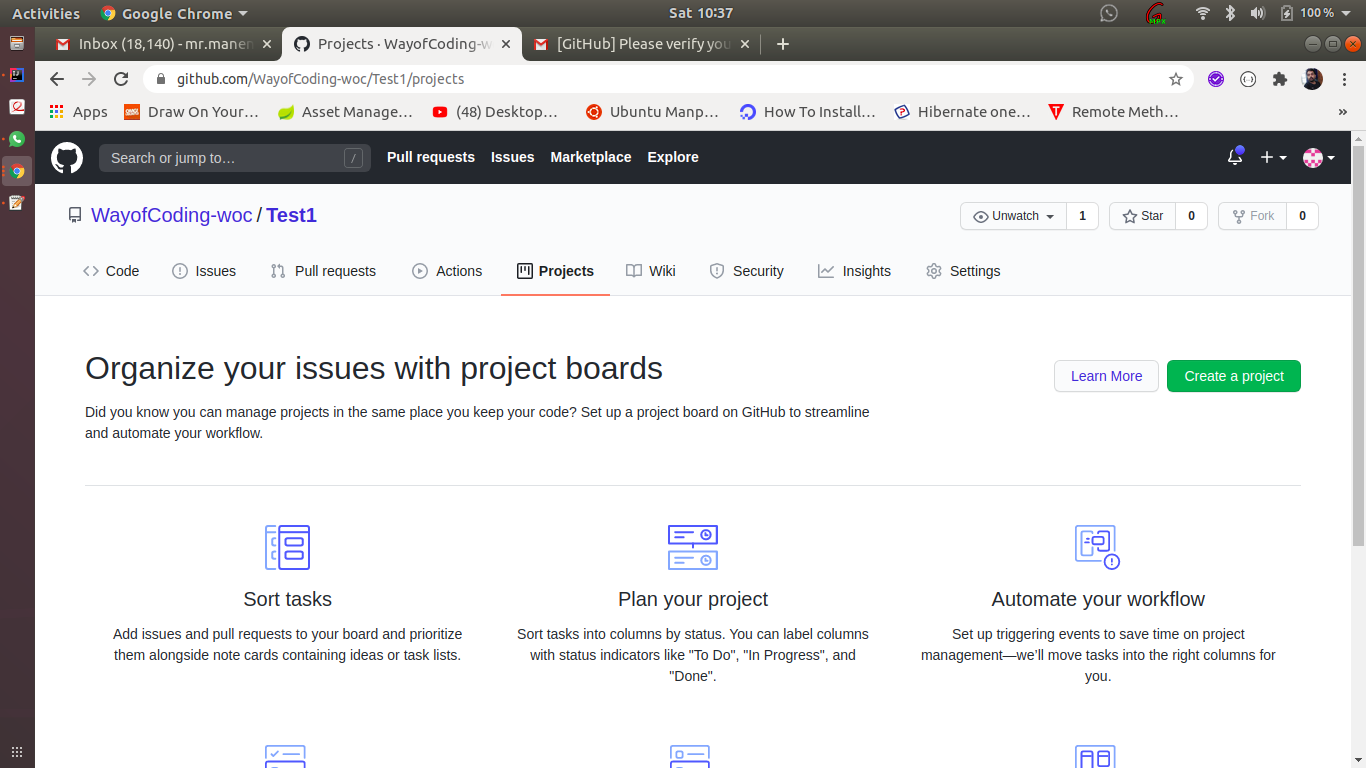 Activities Google Chrome Sat 10:37 100 %
Inbox (18,140) - mr.manen Projects · WayofCoding-w [GitHub] Please verify you
github.com/WayofCoding-woc/Test1/projects
Apps Draw On Your… Asset Manage… (48) Desktop… Ubuntu Manp… How To Install… Hibernate one… Remote Meth… »
Search or jump to… / Pull requests Issues Marketplace Explore
WayofCoding-woc / Test1 Unwatch 1 Star 0 Fork 0
Code Issues Pull requests Actions Projects Wiki Security Insights Settings
Organize your issues with project boards
Learn More Create a project
Did you know you can manage projects in the same place you keep your code? Set up a project board on GitHub to streamline
and automate your workflow.
Sort tasks
Add issues and pull requests to your board and prioritize
them alongside note cards containing ideas or task lists.
Plan your project
Sort tasks into columns by status. You can label columns
with status indicators like "To Do", "In Progress", and
"Done".
Automate your workflow
Set up triggering events to save time on project
management—we’ll move tasks into the right columns for
you.